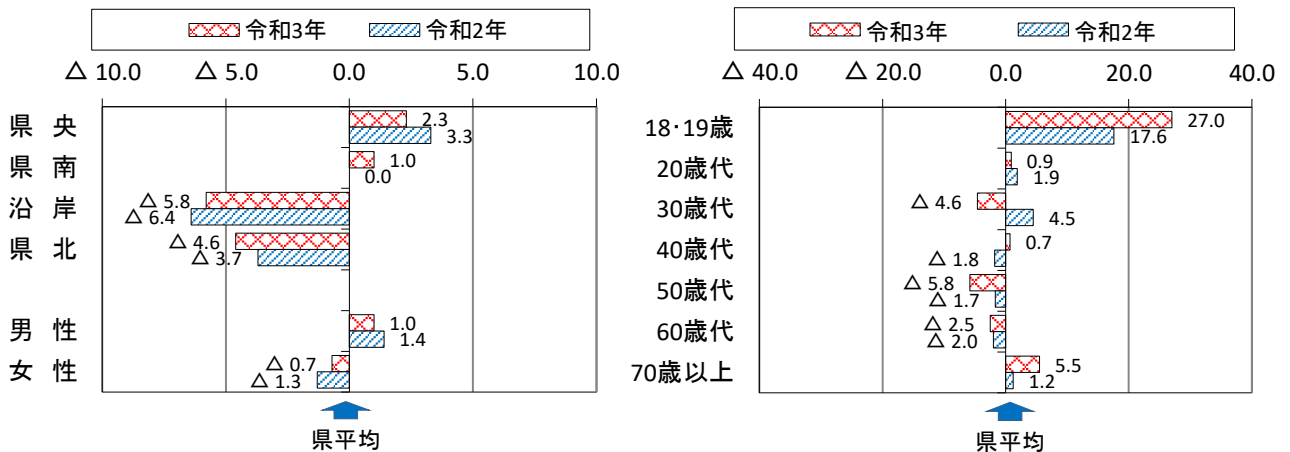 令和3年 令和2年
△ 10.0 △ 5.0 0.0 5.0 10.0
県 央 2.3
3.3
県 南 1.0
0.0
沿 岸 △ 5.8
△ 6.4
県 北 △ 4.6
△ 3.7
男 性 1.0
1.4
女 性 △ 0.7
△ 1.3
県平均
令和3年 令和2年
△ 40.0 △ 20.0 0.0 20.0 40.0
18･19歳 27.0
17.6
20歳代 0.9
1.9
30歳代 △ 4.6
4.5
40歳代 0.7
△ 1.8
50歳代 △ 5.8
△ 1.7
60歳代 △ 2.5
△ 2.0
70歳以上 5.5
1.2
県平均